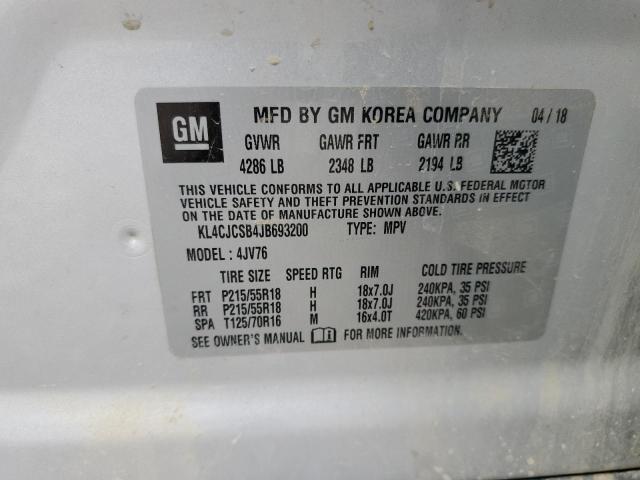 GM MFD BY GM KOREA COMPANY 04 / 18
GVWR GAWR FRT GAWR RR
4286 LB 2348 LB 2194 LB
THIS VEHICLE CONFORMS TO ALL APPLICABLE U.S. FEDERAL MOTOR
VEHICLE SAFETY AND THEFT PREVENTION STANDARDS IN EFFECT
ON THE DATE OF MANUFACTURE SHOWN ABOVE.
KL4CJCSB4JB693200 TYPE: MPV
MODEL : 4JV76
TIRE SIZE SPEED RTG RIM COLD TIRE PRESSURE
FRT P215/55R18 H 18x7.0J 240KPA, 35 PSI
RR P215/55R18 H 18x7.0J 240KPA, 35 PSI
SPA T125/70R16 M 16x4.0T 420KPA, 60 PSI
SEE OWNER'S MANUAL FOR MORE INFORMATION.